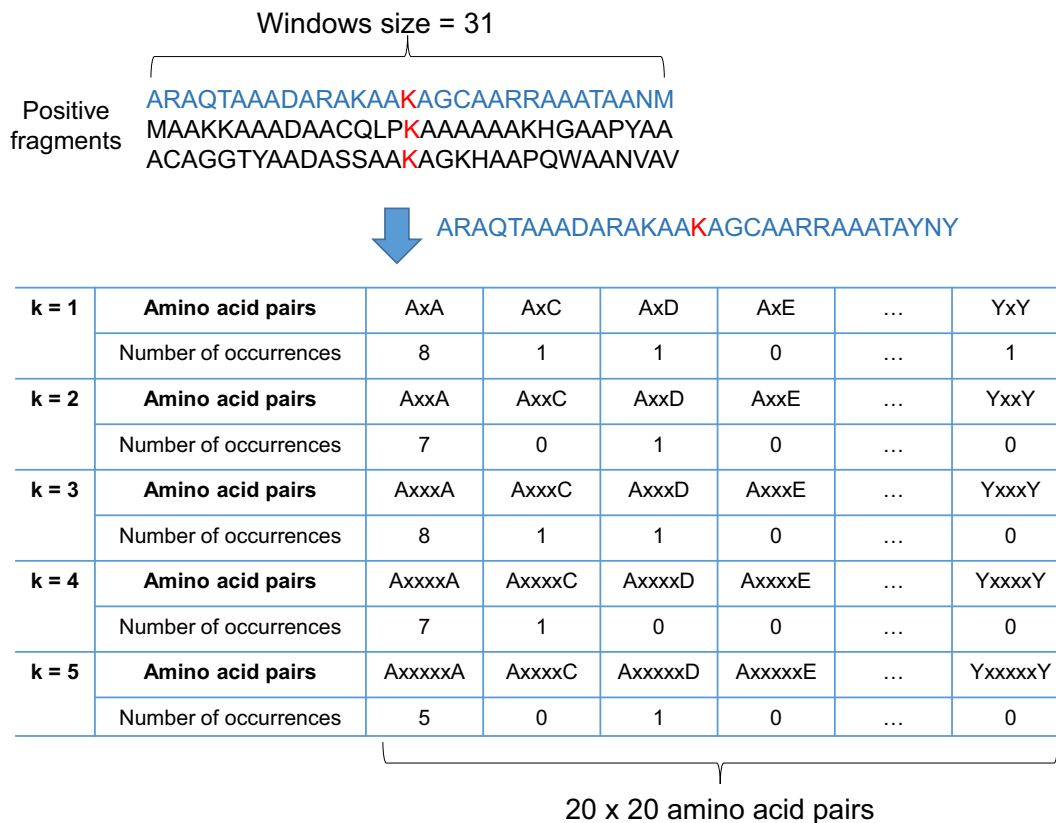 Windows size = 31
Positive fragments
ARAQTAAADARAKAAKAGCAARRAAATAANM
MAAKKAAADAACQLPKAAAAAAKHGAAPYAA
ACAGGTYAADASSAAKAGKHAAPQWAANVAV
ARAQTAAADARAKAAKAGCAARRAAATAYNY
k = 1 Amino acid pairs AxA AxC AxD AxE … YxY
Number of occurrences 8 1 1 0 … 1
k = 2 Amino acid pairs AxxA AxxC AxxD AxxE … YxxY
Number of occurrences 7 0 1 0 … 0
k = 3 Amino acid pairs AxxxA AxxxC AxxxD AxxxE … YxxxY
Number of occurrences 8 1 1 0 … 0
k = 4 Amino acid pairs AxxxxA AxxxxC AxxxxD AxxxxE … YxxxxY
Number of occurrences 7 1 0 0 … 0
k = 5 Amino acid pairs AxxxxxA AxxxxC AxxxxxD AxxxxxE … YxxxxxY
Number of occurrences 5 0 1 0 … 0
20 x 20 amino acid pairs